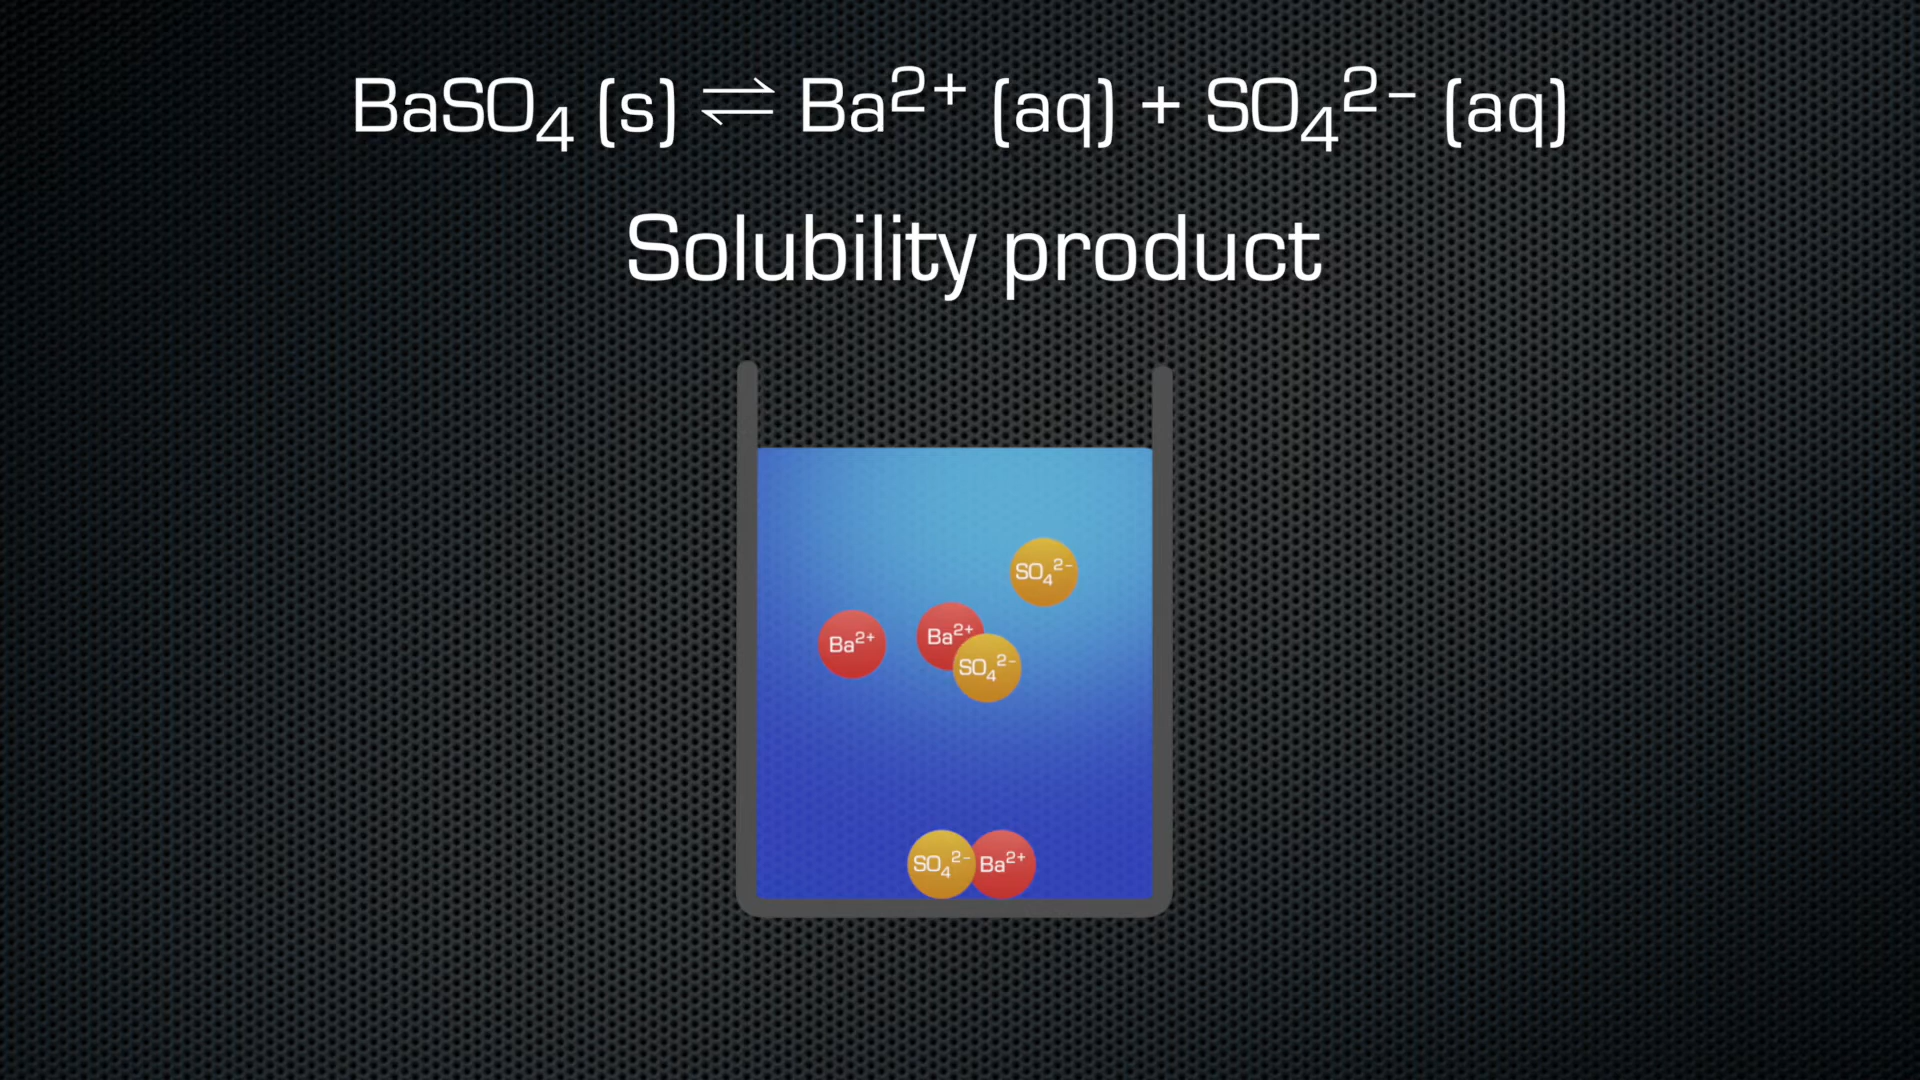 BaSO₄ (s) ⇌ Ba²⁺ (aq) + SO₄²⁻ (aq)
Solubility product
SO₄²⁻
Ba²⁺
Ba²⁺
SO₄²⁻
SO₄²⁻
Ba²⁺